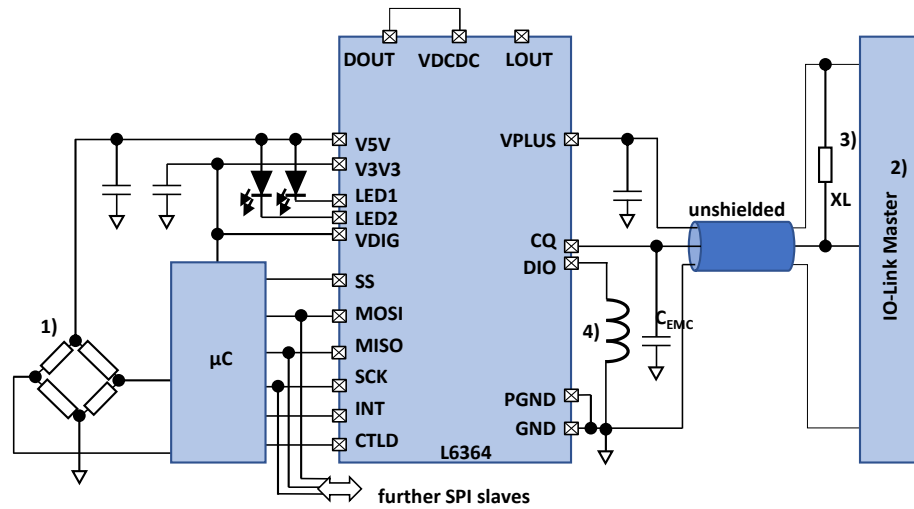 DOUT VDCDC LOUT
V5V VPLUS 3) 2)
V3V3
LED1 XL
LED2 unshielded
VDIG CQ
DIO
SS
1) MOSI 4) CEMC
µC MISO
SCK PGND
INT GND
CTLD
L6364
IO-Link Master
further SPI slaves